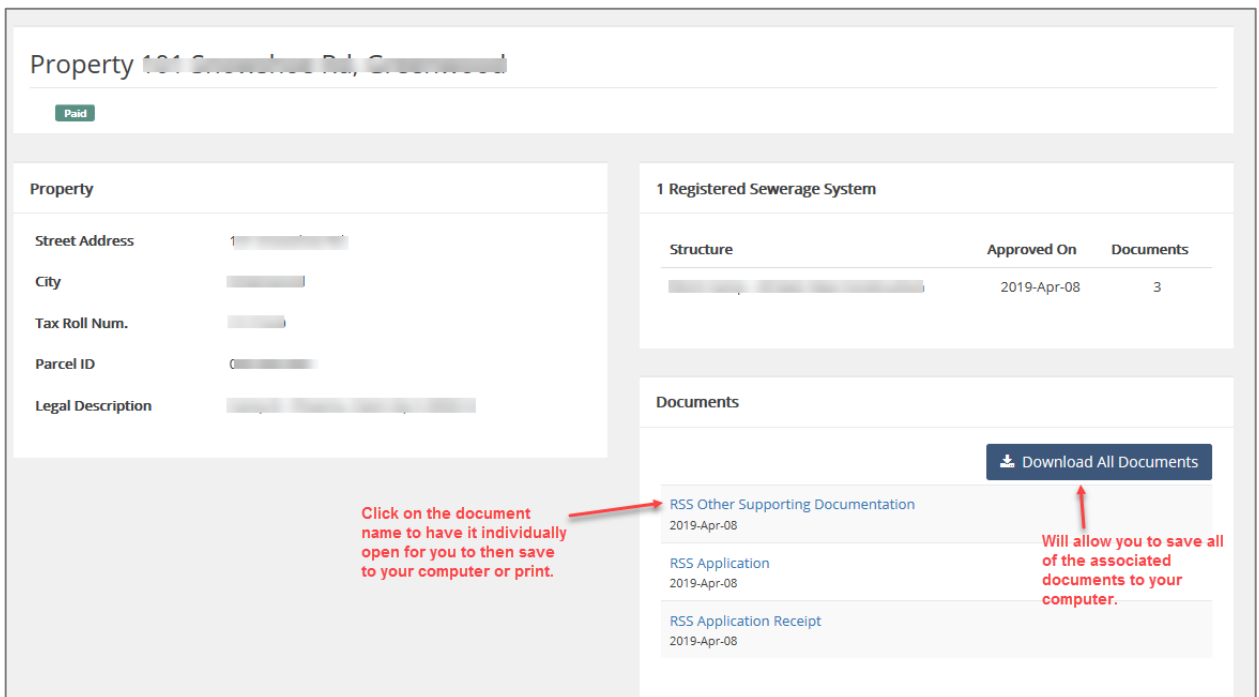 Property
Paid
Property
Street Address
City
Tax Roll Num.
Parcel ID
Legal Description
1 Registered Sewerage System
Structure Approved On Documents
2019-Apr-08 3
Documents
Download All Documents
RSS Other Supporting Documentation
2019-Apr-08
RSS Application
2019-Apr-08
RSS Application Receipt
2019-Apr-08
Click on the document
name to have it individually
open for you to then save
to your computer or print.
Will allow you to save all
of the associated
documents to your
computer.